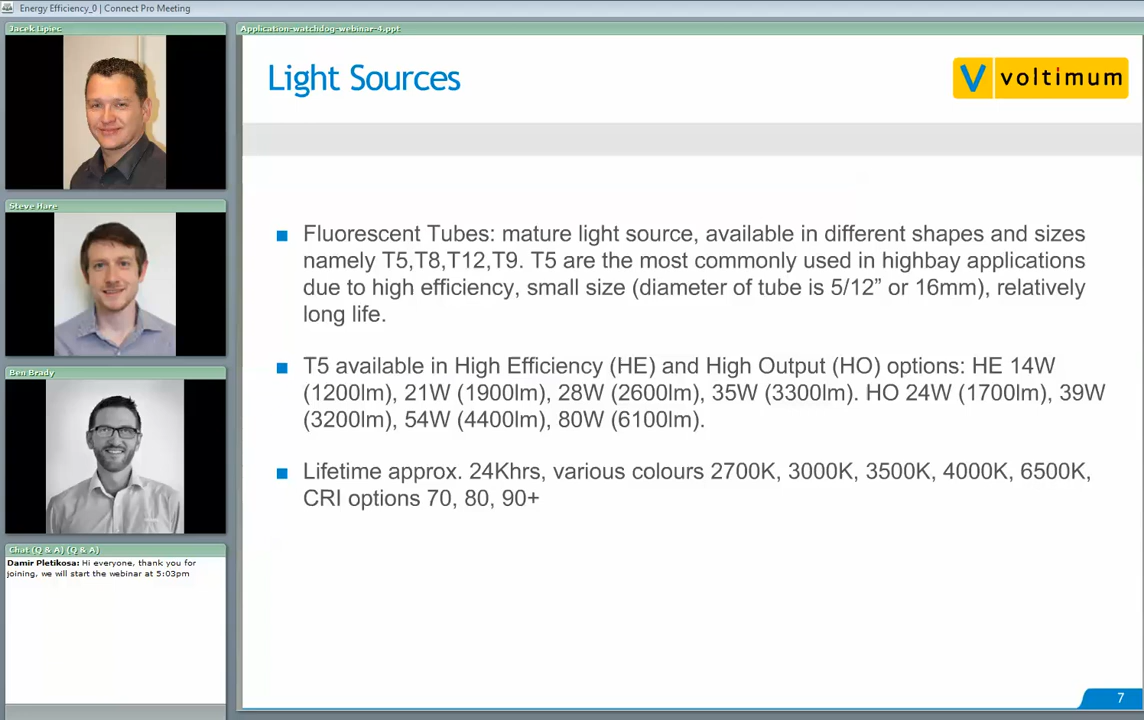 Energy Efficiency_0 | Connect Pro Meeting
Jacek Lipiec
Steve Hare
Ben Brady
Chat (Q & A) (Q & A)
Damir Pletikosa: Hi everyone, thank you for
joining, we will start the webinar at 5:03pm
Application-watchdog-webinar-4.ppt
Light Sources
V voltimum
Fluorescent Tubes: mature light source, available in different shapes and sizes
namely T5,T8,T12,T9. T5 are the most commonly used in highbay applications
due to high efficiency, small size (diameter of tube is 5/12” or 16mm), relatively
long life.
T5 available in High Efficiency (HE) and High Output (HO) options: HE 14W
(1200lm), 21W (1900lm), 28W (2600lm), 35W (3300lm). HO 24W (1700lm), 39W
(3200lm), 54W (4400lm), 80W (6100lm).
Lifetime approx. 24Khrs, various colours 2700K, 3000K, 3500K, 4000K, 6500K,
CRI options 70, 80, 90+
7